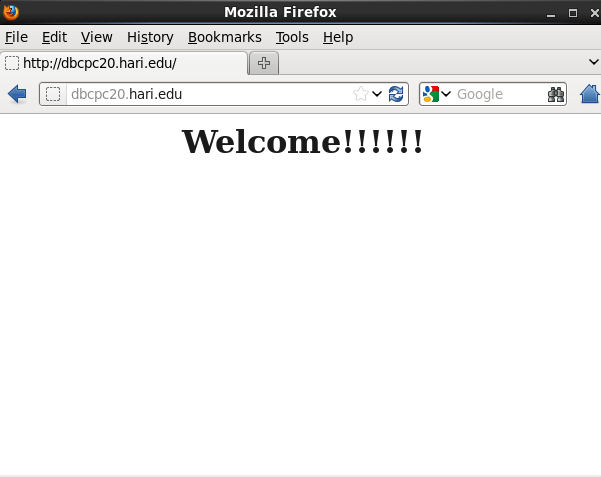 Mozilla Firefox
File Edit View History Bookmarks Tools Help
http://dbcpc20.hari.edu/
dbcpc20.hari.edu Google
Welcome!!!!!!